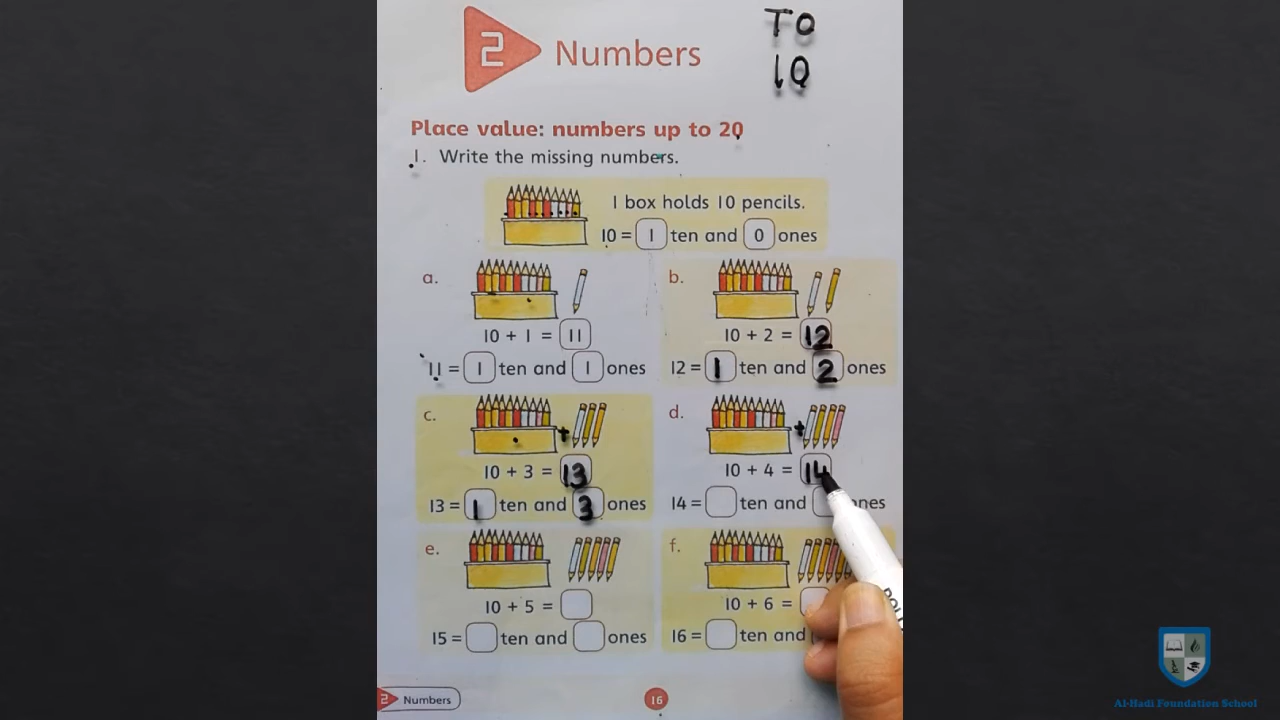 2 Numbers
T O
1 0
Place value: numbers up to 20
1. Write the missing numbers.
1 box holds 10 pencils.
10 = 1 ten and 0 ones
a.
10 + 1 = 11
11 = 1 ten and 1 ones
b.
10 + 2 = 12
12 = 1 ten and 2 ones
c.
+
10 + 3 = 13
13 = 1 ten and 3 ones
d.
+
10 + 4 = 14
14 = ten and ones
e.
10 + 5 =
15 = ten and ones
f.
10 + 6 =
16 = ten and
2 Numbers
16
Al-Hadi Foundation School